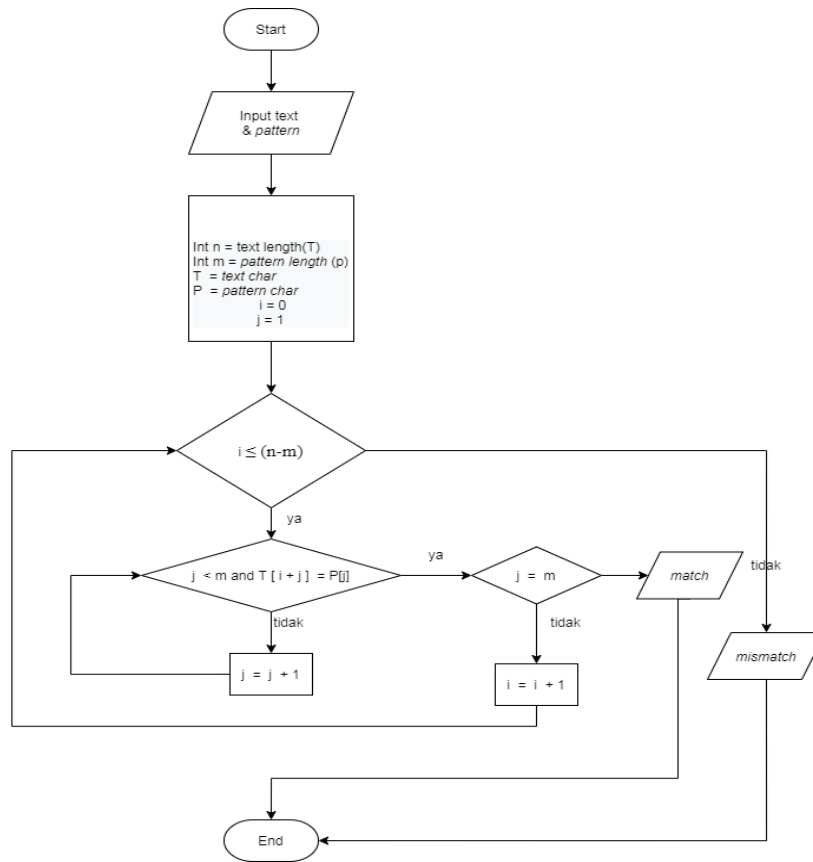 Start
Input text
& pattern
Int n = text length(T)
Int m = pattern length (p)
T = text char
P = pattern char
i = 0
j = 1
i ≤ (n-m)
ya
j < m and T [ i + j ] = P[j]
ya
j = m
match
tidak
tidak
tidak
j = j + 1
i = i + 1
mismatch
End